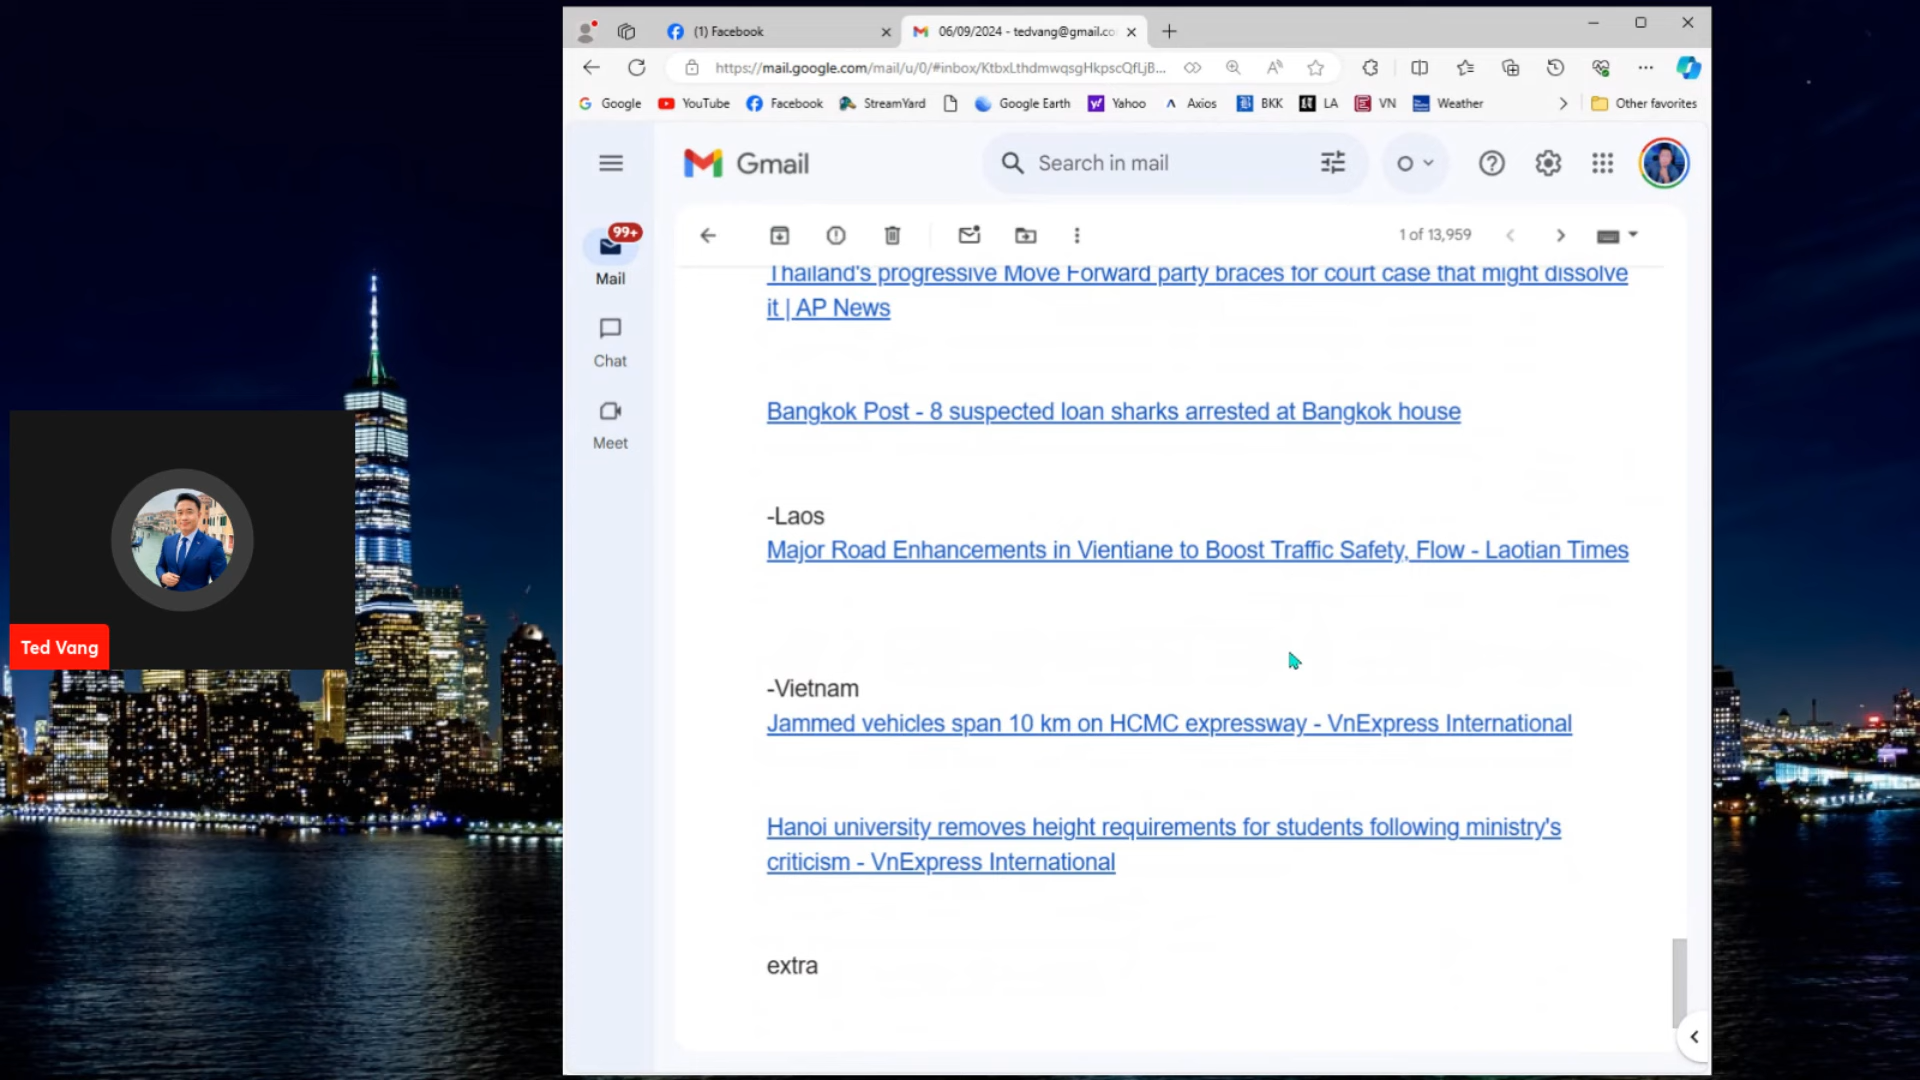 (1) Facebook
06/09/2024 - tedvang@gmail.co
https://mail.google.com/mail/u/0/#inbox/KtbxLthdmwqsgHkpscQfLjB...
Google YouTube Facebook StreamYard Google Earth Yahoo Axios BKK LA VN Weather Other favorites
Gmail
Search in mail
99+
Mail
Chat
Meet
1 of 13,959
Thailand's progressive Move Forward party braces for court case that might dissolve
it | AP News
Bangkok Post - 8 suspected loan sharks arrested at Bangkok house
-Laos
Major Road Enhancements in Vientiane to Boost Traffic Safety, Flow - Laotian Times
-Vietnam
Jammed vehicles span 10 km on HCMC expressway - VnExpress International
Hanoi university removes height requirements for students following ministry's
criticism - VnExpress International
extra
Ted Vang